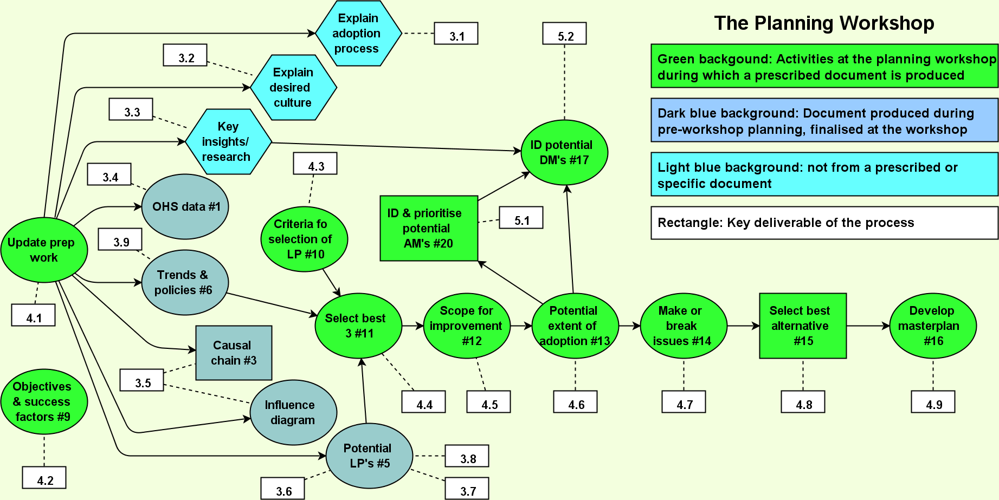 The Planning Workshop
Green backgound: Activities at the planning workshop
during which a prescribed document is produced
Dark blue background: Document produced during
pre-workshop planning, finalised at the workshop
Light blue background: not from a prescribed or
specific document
Rectangle: Key deliverable of the process
Explain
adoption
process
3.1
5.2
3.2
Explain
desired
culture
3.3
Key
insights/
research
ID potential
DM's #17
3.4
OHS data #1
4.3
Criteria fo
selection of
LP #10
ID & prioritise
potential
AM's #20
5.1
Update prep
work
4.1
3.9
Trends &
policies #6
Select best
3 #11
Scope for
improvement
#12
Potential
extent of
adoption #13
Make or
break
issues #14
Select best
alternative
#15
Develop
masterplan
#16
Causal
chain #3
3.5
Influence
diagram
4.4
4.5
4.6
4.7
4.8
4.9
Objectives
& success
factors #9
4.2
Potential
LP's #5
3.8
3.6
3.7